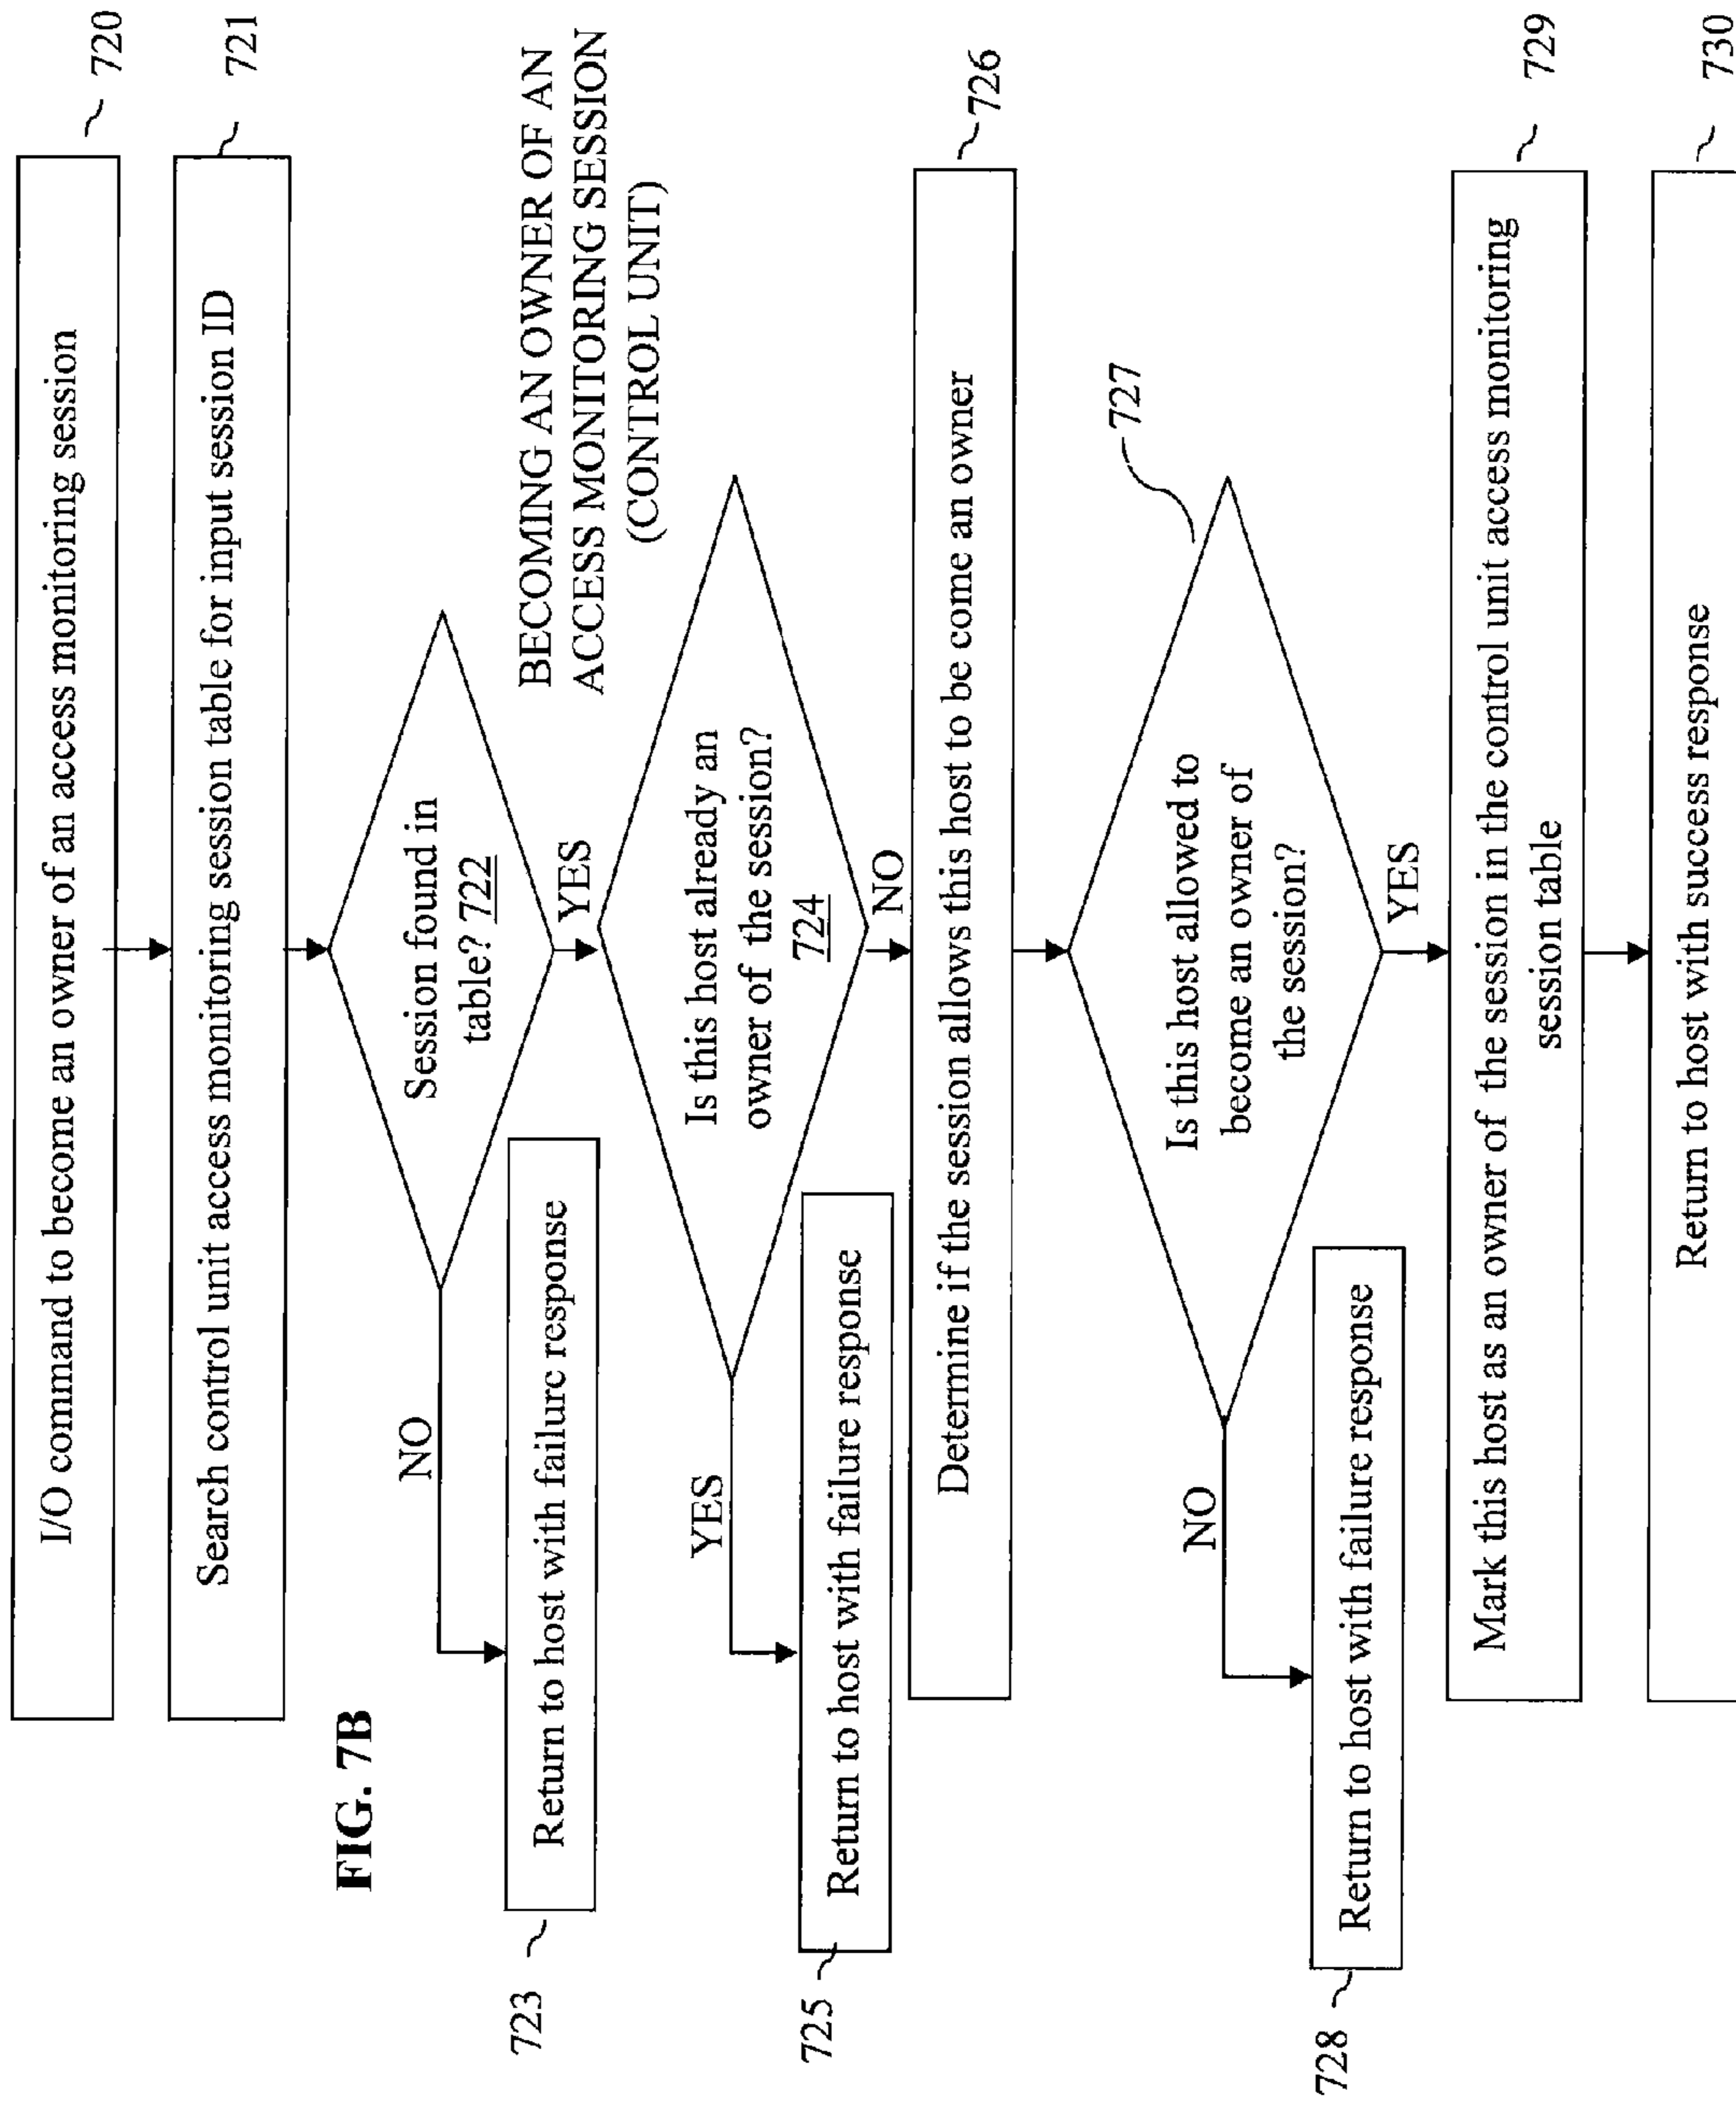 I/O command to become an owner of an access monitoring session
720
Search control unit access monitoring session table for input session ID
721
FIG. 7B
Session found in
table? 722
NO
YES
BECOMING AN OWNER OF AN
ACCESS MONITORING SESSION
(CONTROL UNIT)
Return to host with failure response
723
Is this host already an
owner of the session?
724
YES
NO
Return to host with failure response
725
Determine if the session allows this host to be come an owner
726
727
Is this host allowed to
become an owner of
the session?
NO
YES
Return to host with failure response
728
Mark this host as an owner of the session in the control unit access monitoring
session table
729
Return to host with success response
730